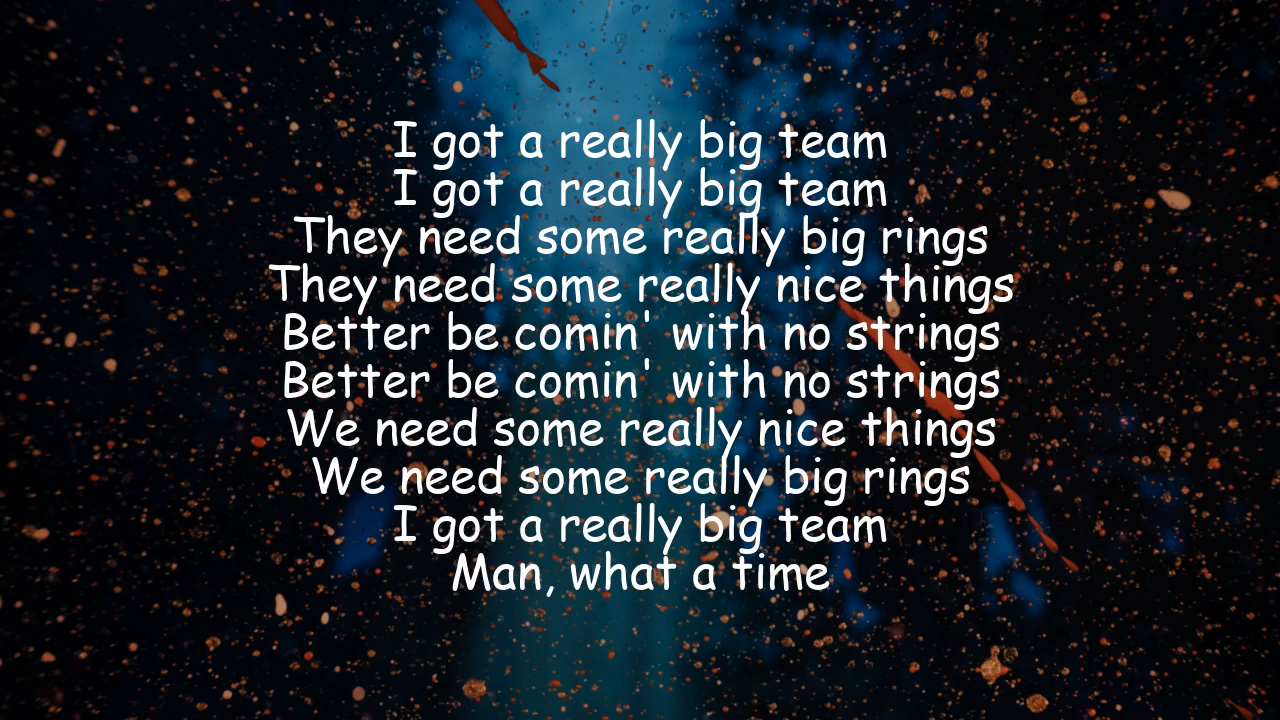 I got a really big team
I got a really big team
They need some really big rings
They need some really nice things
Better be comin' with no strings
Better be comin' with no strings
We need some really nice things
We need some really big rings
I got a really big team
Man, what a time